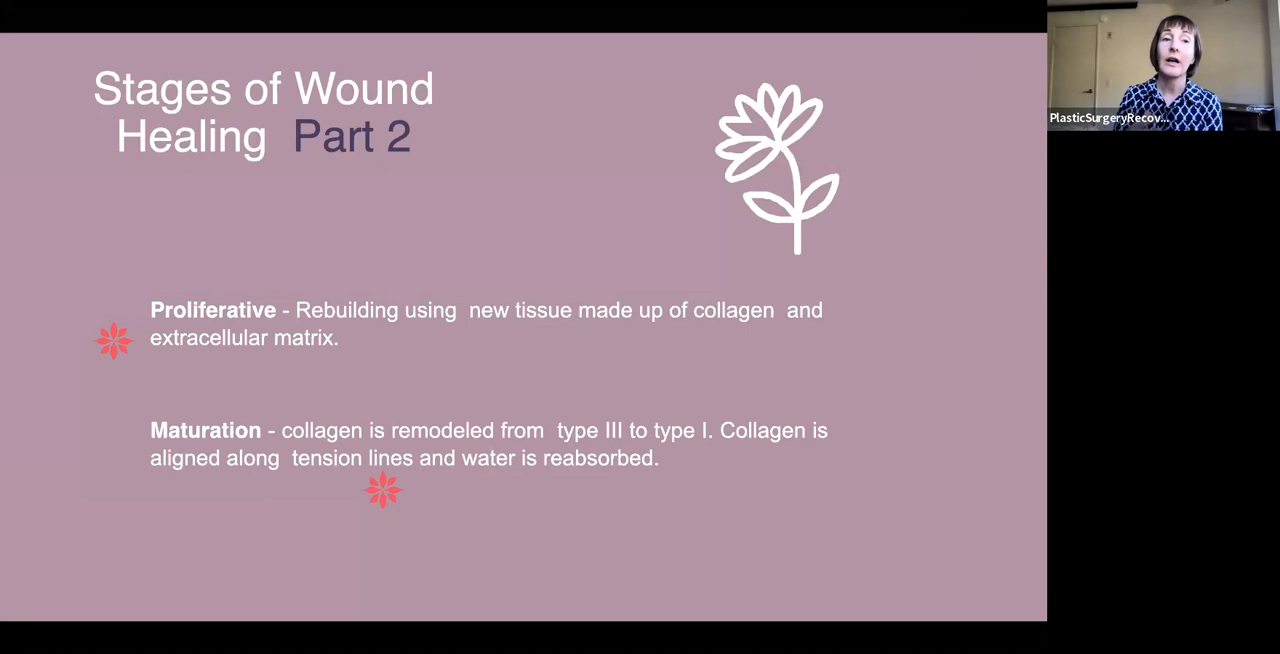 Stages of Wound
Healing Part 2
PlasticSurgeryRecov...
Proliferative - Rebuilding using new tissue made up of collagen and
extracellular matrix.
Maturation - collagen is remodeled from type III to type I. Collagen is
aligned along tension lines and water is reabsorbed.